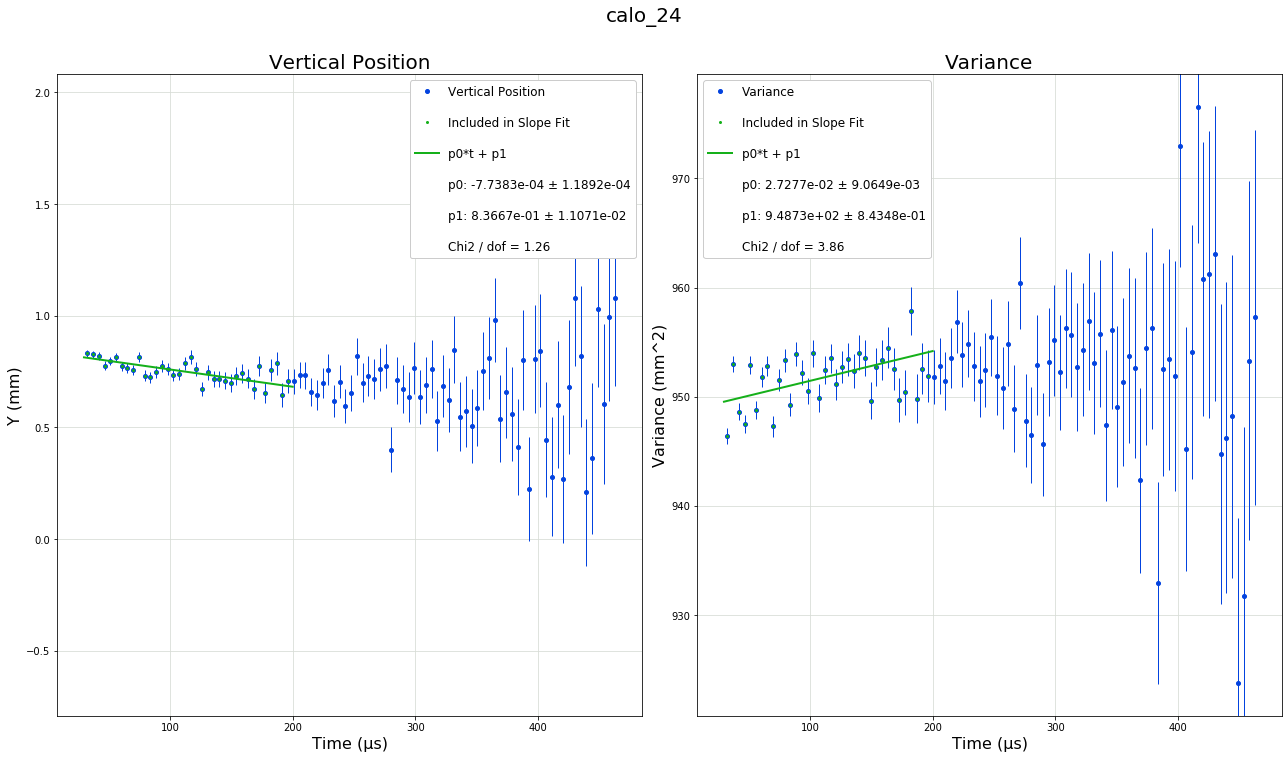 calo_24
Vertical Position
Vertical Position
Included in Slope Fit
p0*t + p1
p0: -7.7383e-04 ± 1.1892e-04
p1: 8.3667e-01 ± 1.1071e-02
Chi2 / dof = 1.26
2.0
1.5
1.0
0.5
0.0
−0.5
Y (mm)
100
200
300
400
Time (μs)
Variance
Variance
Included in Slope Fit
p0*t + p1
p0: 2.7277e-02 ± 9.0649e-03
p1: 9.4873e+02 ± 8.4348e-01
Chi2 / dof = 3.86
970
960
950
940
930
Variance (mm^2)
100
200
300
400
Time (μs)